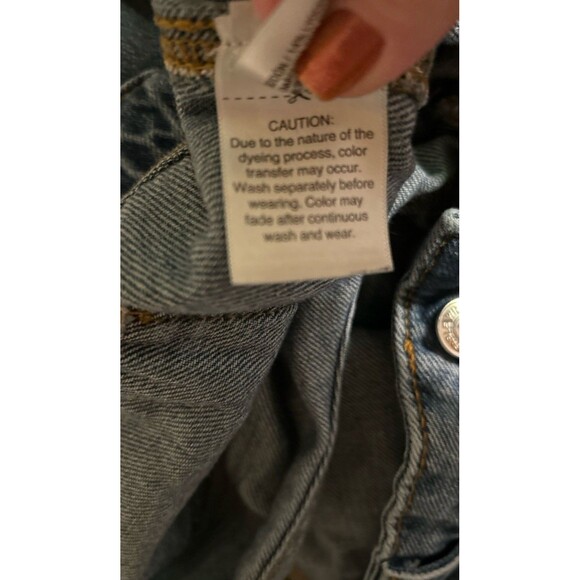 CAUTION:
Due to the nature of the
dyeing process, color
transfer may occur.
Wash separately before
wearing. Color may
fade after continuous
wash and wear.